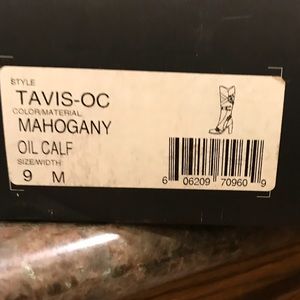 STYLE
TAVIS-OC
COLOR/MATERIAL
MAHOGANY
OIL CALF
SIZE/WIDTH
9 M
6 06209 70960 9